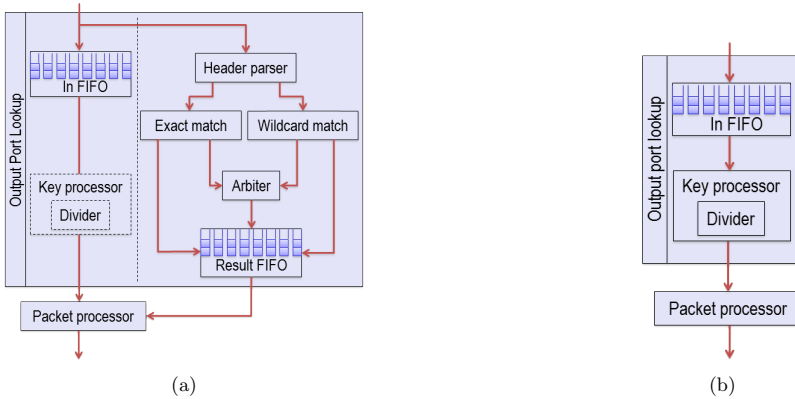 Output Port Lookup
In FIFO
Key processor
Divider
Header parser
Exact match
Wildcard match
Arbiter
Result FIFO
Packet processor
(a)
Output port lookup
In FIFO
Key processor
Divider
Packet processor
(b)